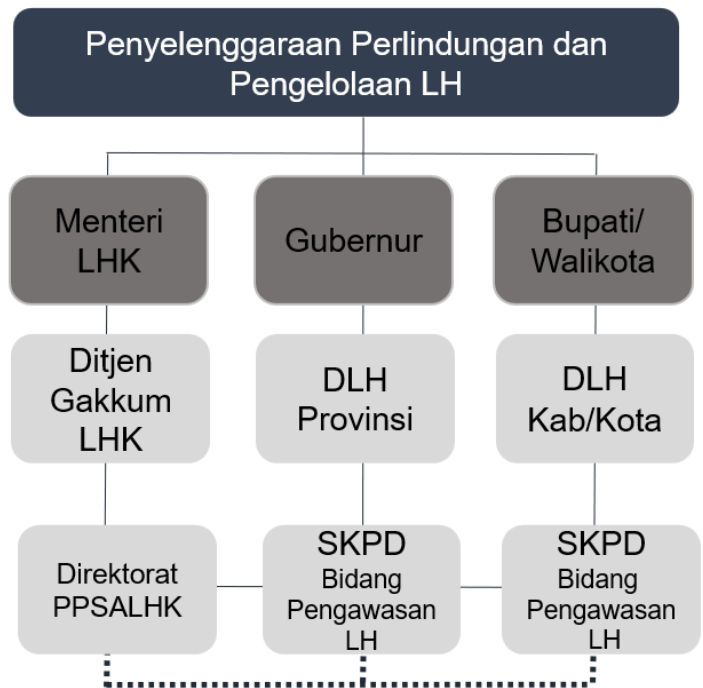 Penyelenggaraan Perlindungan dan
Pengelolaan LH
Menteri
LHK
Gubernur
Bupati/
Walikota
Ditjen
Gakkum
LHK
DLH
Provinsi
DLH
Kab/Kota
Direktorat
PPSALHK
SKPD
Bidang
Pengawasan
LH
SKPD
Bidang
Pengawasan
LH